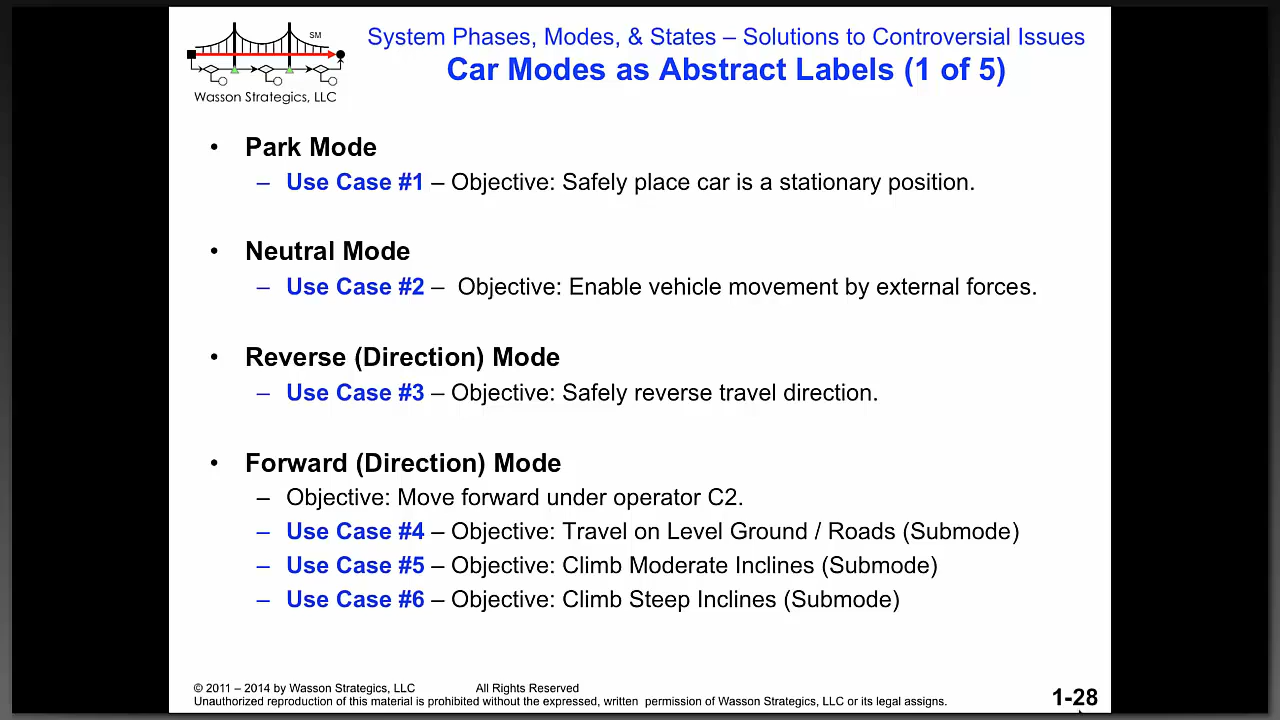 SM
Wasson Strategics, LLC
System Phases, Modes, & States – Solutions to Controversial Issues
Car Modes as Abstract Labels (1 of 5)
• Park Mode
– Use Case #1 – Objective: Safely place car is a stationary position.
• Neutral Mode
– Use Case #2 – Objective: Enable vehicle movement by external forces.
• Reverse (Direction) Mode
– Use Case #3 – Objective: Safely reverse travel direction.
• Forward (Direction) Mode
– Objective: Move forward under operator C2.
– Use Case #4 – Objective: Travel on Level Ground / Roads (Submode)
– Use Case #5 – Objective: Climb Moderate Inclines (Submode)
– Use Case #6 – Objective: Climb Steep Inclines (Submode)
© 2011 – 2014 by Wasson Strategics, LLC All Rights Reserved
Unauthorized reproduction of this material is prohibited without the expressed, written permission of Wasson Strategics, LLC or its legal assigns.
1-28